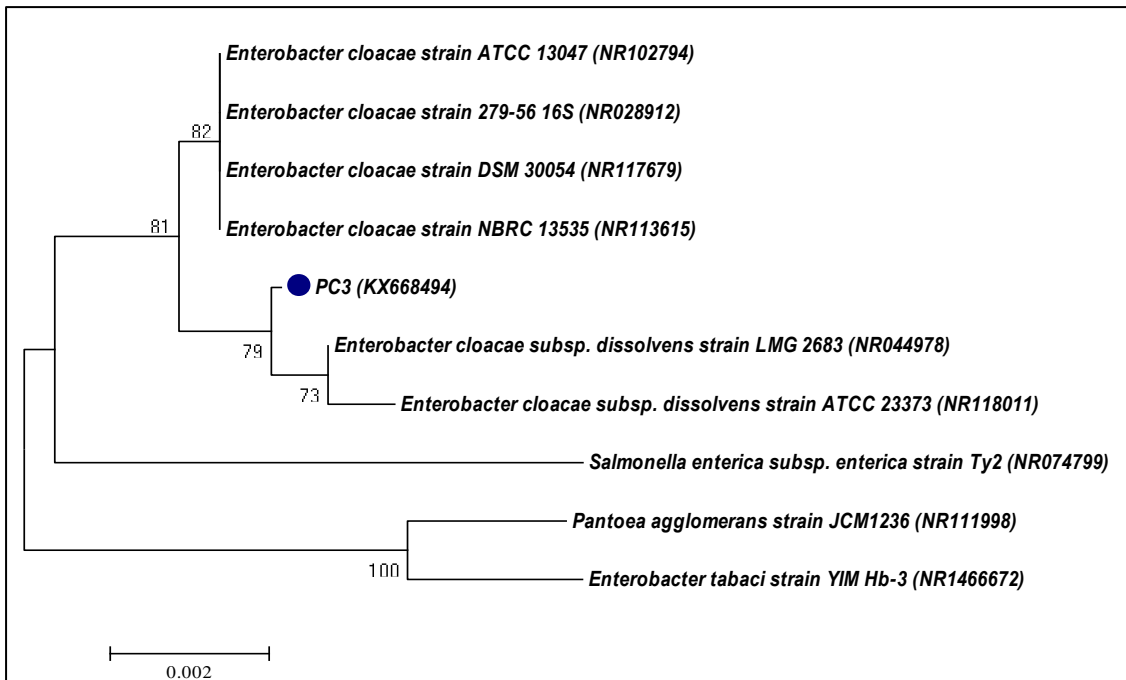 Enterobacter cloacae strain ATCC 13047 (NR102794)
82
Enterobacter cloacae strain 279-56 16S (NR028912)
Enterobacter cloacae strain DSM 30054 (NR117679)
81
Enterobacter cloacae strain NBRC 13535 (NR113615)
PC3 (KX668494)
79
Enterobacter cloacae subsp. dissolvens strain LMG 2683 (NR044978)
73
Enterobacter cloacae subsp. dissolvens strain ATCC 23373 (NR118011)
Salmonella enterica subsp. enterica strain Ty2 (NR074799)
Pantoea agglomerans strain JCM1236 (NR111998)
100
Enterobacter tabaci strain YIM Hb-3 (NR1466672)
0.002